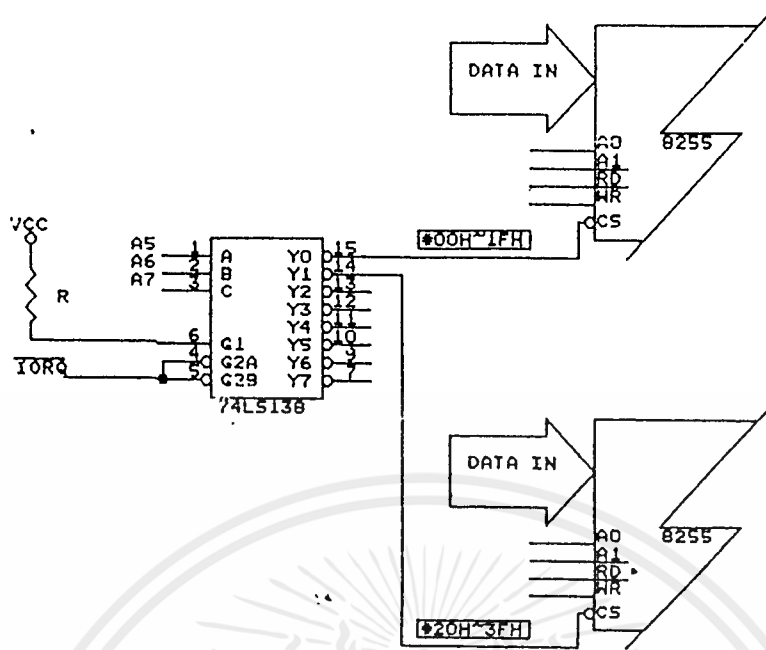 DATA IN
A0
A1
RD
WR
CS
8255
VCC
R
A5
A6
A7
IORQ
1
2
3
6
4
5
A
B
C
G1
G2A
G2B
Y0
Y1
Y2
Y3
Y4
Y5
Y6
Y7
15
14
13
12
11
10
9
7
74LS138
*00H~1FH
DATA IN
A0
A1
RD
WR
CS
8255
*20H~3FH